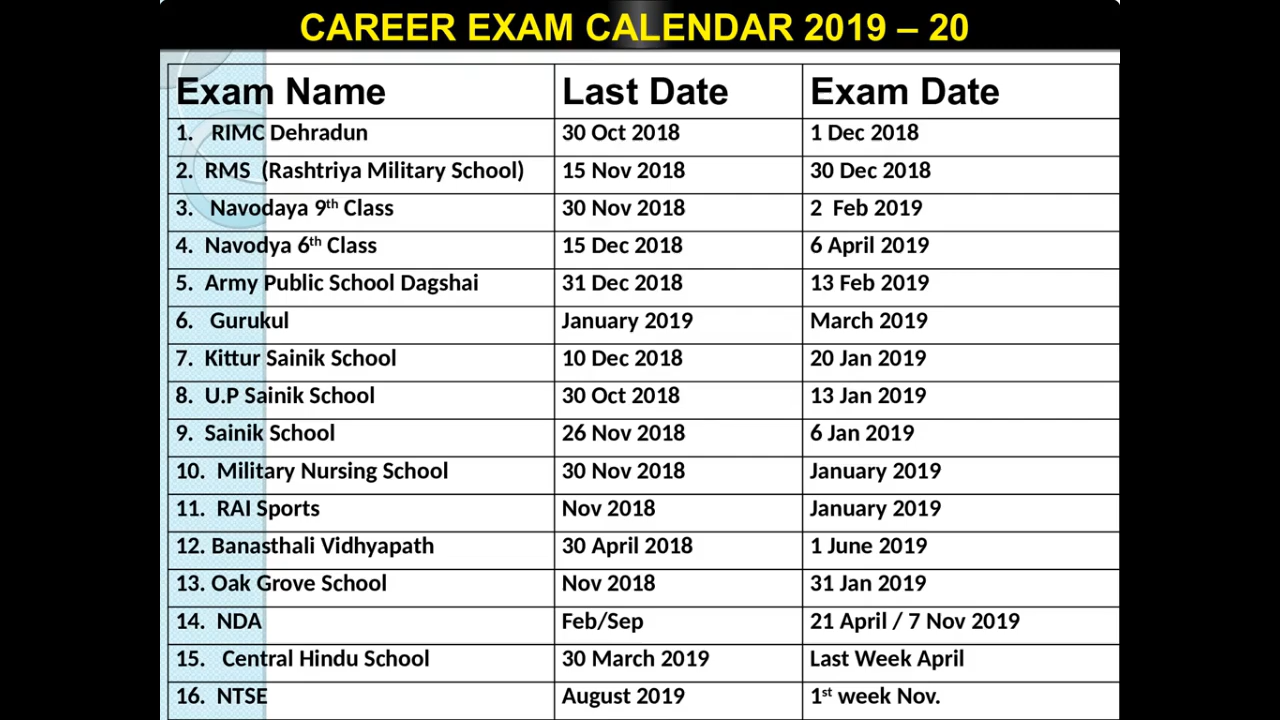 CAREER EXAM CALENDAR 2019 – 20
Exam Name Last Date Exam Date
1. RIMC Dehradun 30 Oct 2018 1 Dec 2018
2. RMS (Rashtriya Military School) 15 Nov 2018 30 Dec 2018
3. Navodaya 9th Class 30 Nov 2018 2 Feb 2019
4. Navodya 6th Class 15 Dec 2018 6 April 2019
5. Army Public School Dagshai 31 Dec 2018 13 Feb 2019
6. Gurukul January 2019 March 2019
7. Kittur Sainik School 10 Dec 2018 20 Jan 2019
8. U.P Sainik School 30 Oct 2018 13 Jan 2019
9. Sainik School 26 Nov 2018 6 Jan 2019
10. Military Nursing School 30 Nov 2018 January 2019
11. RAI Sports Nov 2018 January 2019
12. Banasthali Vidhyapath 30 April 2018 1 June 2019
13. Oak Grove School Nov 2018 31 Jan 2019
14. NDA Feb/Sep 21 April / 7 Nov 2019
15. Central Hindu School 30 March 2019 Last Week April
16. NTSE August 2019 1st week Nov.